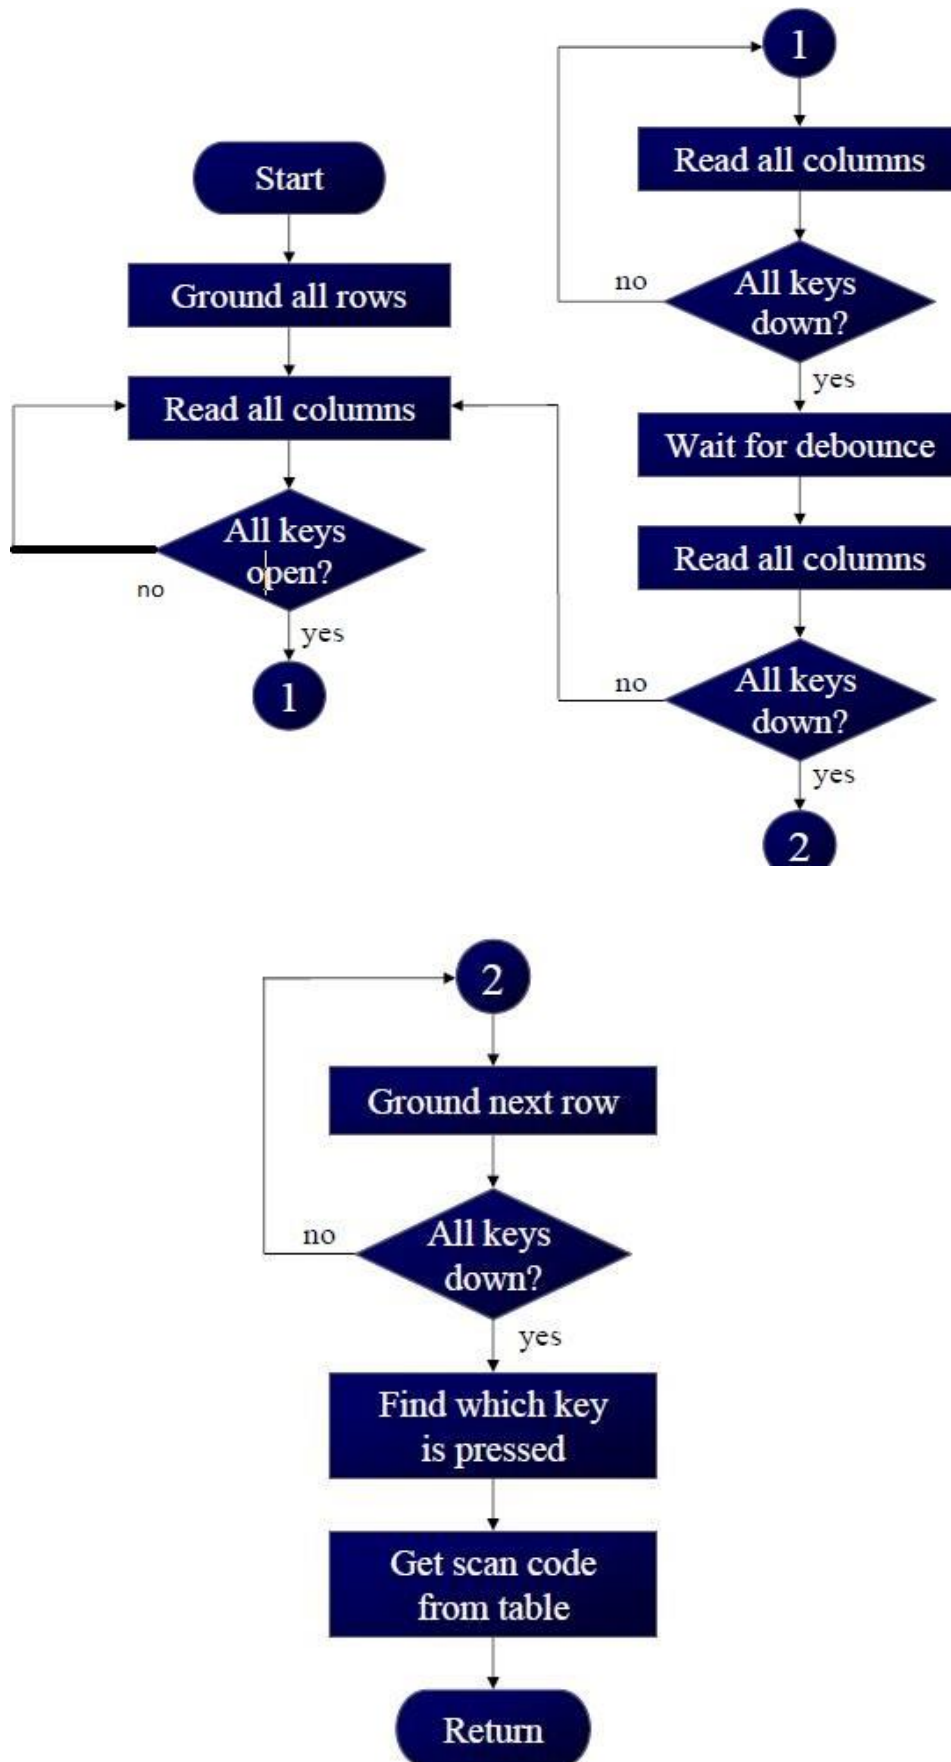 Start
Ground all rows
Read all columns
All keys
open?
no
yes
1
1
Read all columns
All keys
down?
no
yes
Wait for debounce
Read all columns
All keys
down?
no
yes
2
2
Ground next row
All keys
down?
no
yes
Find which key
is pressed
Get scan code
from table
Return